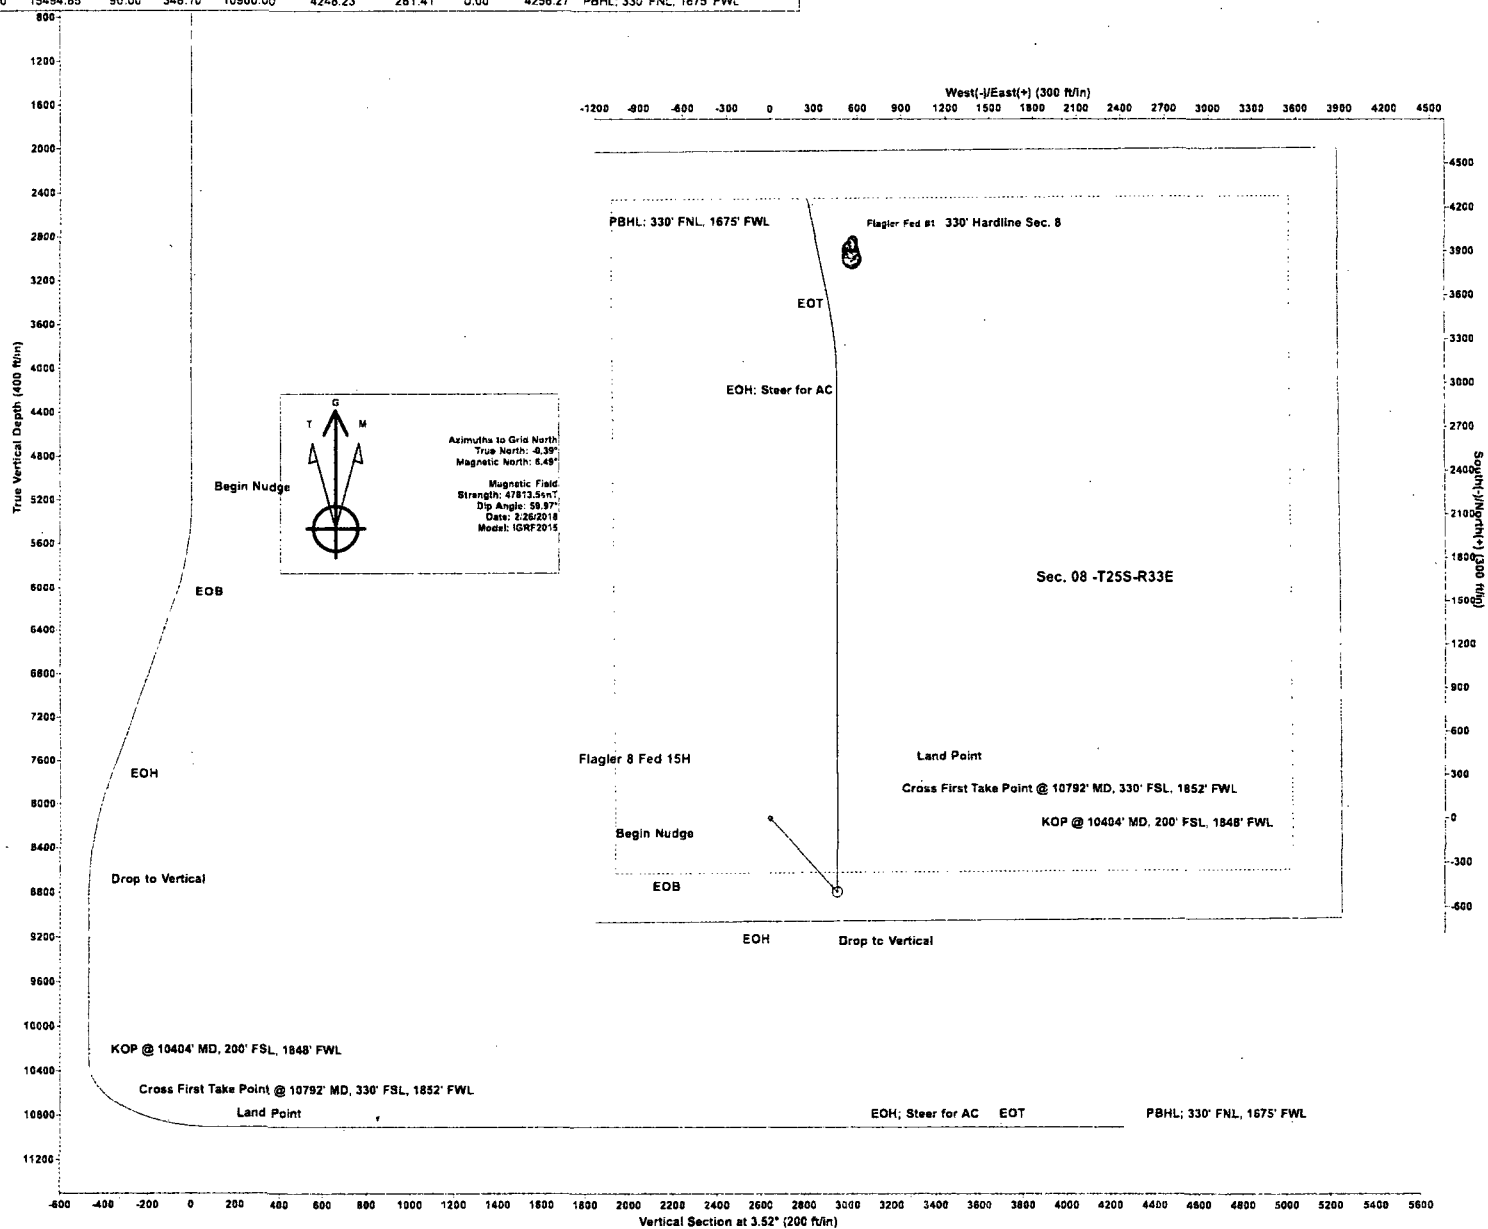 15494.65 90.00 346.70 10900.00 4246.23 261.41 0.00 4256.27 PBHL; 330' FNL, 1675' FWL
West(-)/East(+) (300 ft/in)
-1200 -900 -600 -300 0 300 600 900 1200 1500 1800 2100 2400 2700 3000 3300 3600 3900 4200 4500
True Vertical Depth (400 ft/in)
800
1200
1600
2000
2400
2800
3200
3600
4000
4400
4800
5200
5600
6000
6400
6800
7200
7600
8000
8400
8800
9200
9600
10000
10400
10800
11200
Begin Nudge
EOB
EOH
Drop to Vertical
KOP @ 10404' MD, 200' FSL, 1848' FWL
Cross First Take Point @ 10792' MD, 330' FSL, 1852' FWL
Land Point
EOH; Steer for AC
EOT
PBHL; 330' FNL, 1675' FWL
-600 -400 -200 0 200 400 600 800 1000 1200 1400 1600 1800 2000 2200 2400 2600 2800 3000 3200 3400 3600 3800 4000 4200 4400 4600 4800 5000 5200 5400 5600
Vertical Section at 3.52° (200 ft/in)
G
T M
Azimuths to Grid North
True North: -0.39°
Magnetic North: 6.49°
Magnetic Field
Strength: 47813.5snT
Dip Angle: 59.97°
Date: 2/26/2018
Model: IGRF2015
PBHL; 330' FNL, 1675' FWL
Flagler Fed #1 330' Hardline Sec. 8
EOT
EOH; Steer for AC
Sec. 08 -T25S-R33E
Flagler 8 Fed 15H
Land Point
Cross First Take Point @ 10792' MD, 330' FSL, 1852' FWL
KOP @ 10404' MD, 200' FSL, 1848' FWL
Begin Nudge
EOB
EOH
Drop to Vertical
4500
4200
3900
3600
3300
3000
2700
2400
2100
1800
1500
1200
900
600
300
0
-300
-600
South(-)/North(+) (300 ft/in)